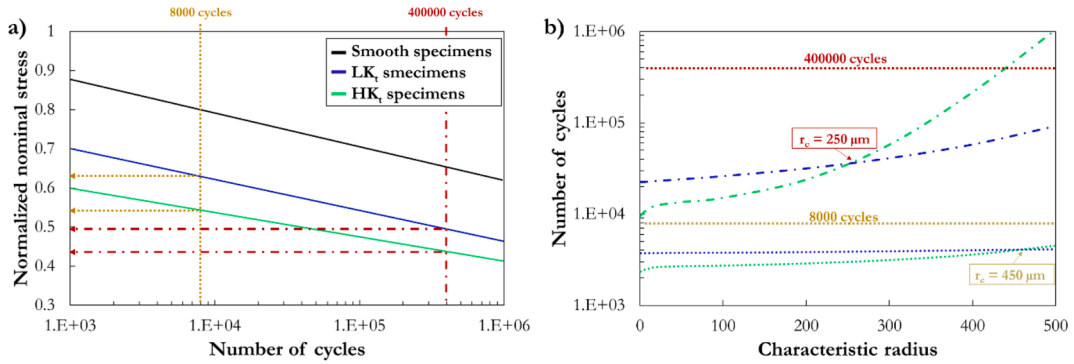 8000 cycles
400000 cycles
a)
Normalized nominal stress
1
0.9
0.8
0.7
0.6
0.5
0.4
0.3
Smooth specimens
LKt smecimens
HKt specimens
1.E+03
1.E+04
1.E+05
1.E+06
Number of cycles
b)
Number of cycles
1.E+06
1.E+05
1.E+04
1.E+03
400000 cycles
rc = 250 μm
8000 cycles
rc = 450 μm
0
100
200
300
400
500
Characteristic radius